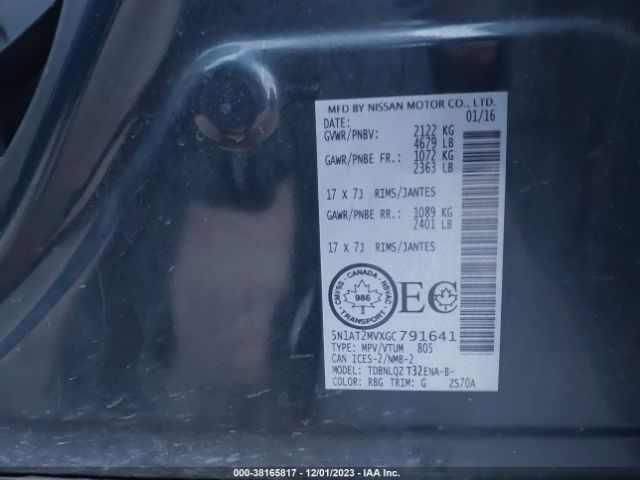 MFD BY NISSAN MOTOR CO., LTD.
DATE: 01/16
GVWR/PNBV: 2122 KG
4679 LB
GAWR/PNBE FR.: 1072 KG
2363 LB
17 X 7J RIMS/JANTES
GAWR/PNBE RR.: 1089 KG
2401 LB
17 X 7J RIMS/JANTES
CMVSS - CANADA - NSVAC
986
TRANSPORT
EC
5N1AT2MVXGC791641
TYPE: MPV/VTUM 805
CAN ICES-2/NMB-2
MODEL: TDBNLQZ T32ENA-B-
COLOR: RBG TRIM: G ZS70A
000-38165817 - 12/01/2023 - IAA Inc.